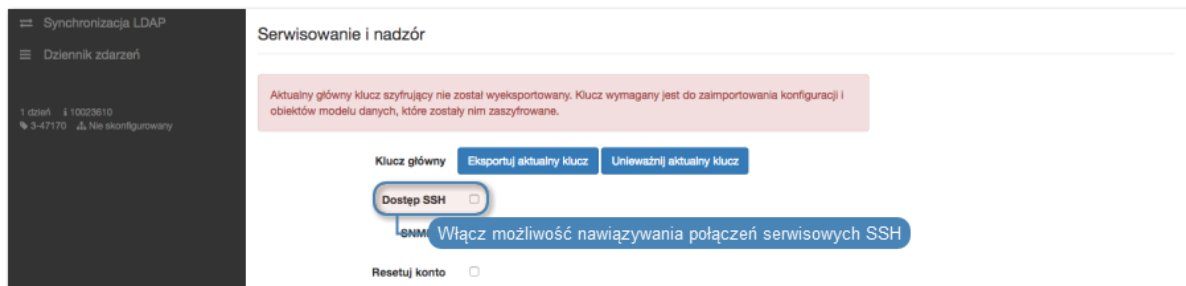 Synchronizacja LDAP
Dziennik zdarzeń
1 dzień 10023610
3-47170 Nie skonfigurowany
Serwisowanie i nadzór
Aktualny główny klucz szyfrujący nie został wyeksportowany. Klucz wymagany jest do zaimportowania konfiguracji i
obiektów modelu danych, które zostały nim zaszyfrowane.
Klucz główny Eksportuj aktualny klucz Unieważnij aktualny klucz
Dostęp SSH
Włącz możliwość nawiązywania połączeń serwisowych SSH
Resetuj konto